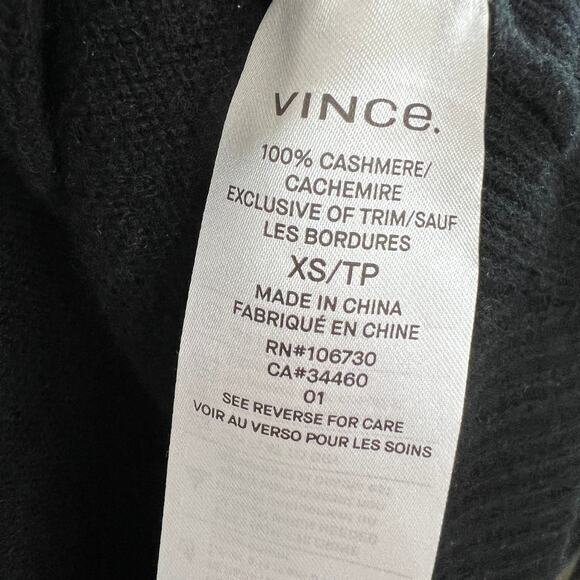 VINCE.
100% CASHMERE/
CACHEMIRE
EXCLUSIVE OF TRIM/SAUF
LES BORDURES
XS/TP
MADE IN CHINA
FABRIQUÉ EN CHINE
RN#106730
CA#34460
01
SEE REVERSE FOR CARE
VOIR AU VERSO POUR LES SOINS